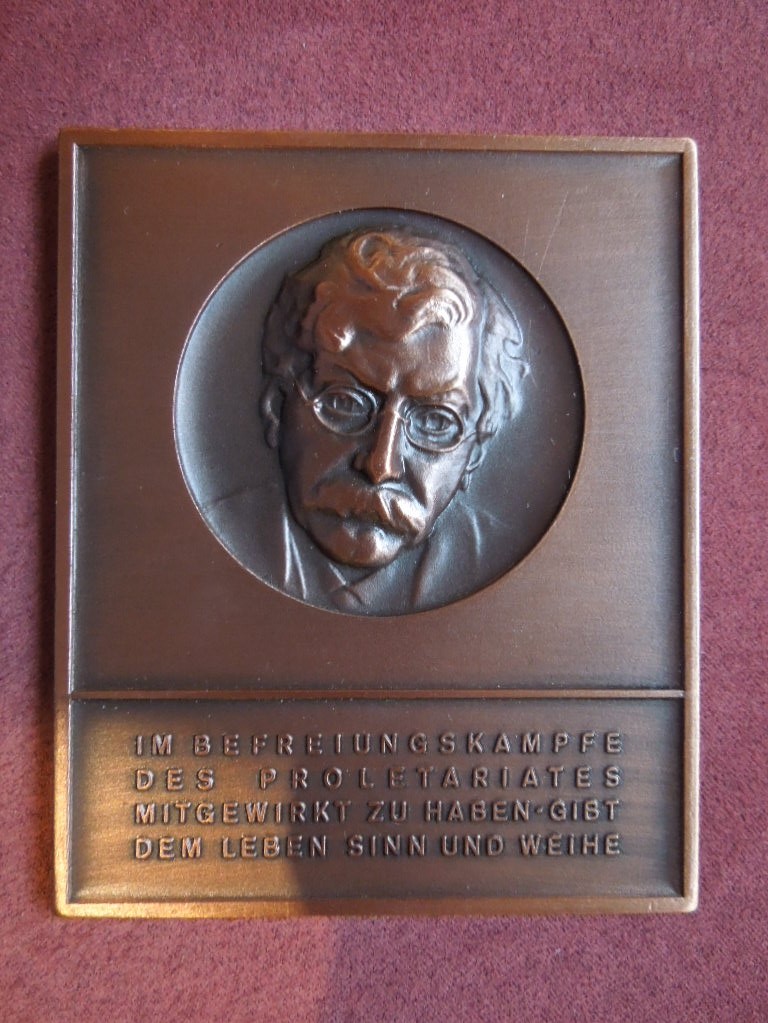 IM BEFREIUNGSKAMPFE
DES PROLETARIATES
MITGEWIRKT ZU HABEN·GIBT
DEM LEBEN SINN UND WEIHE